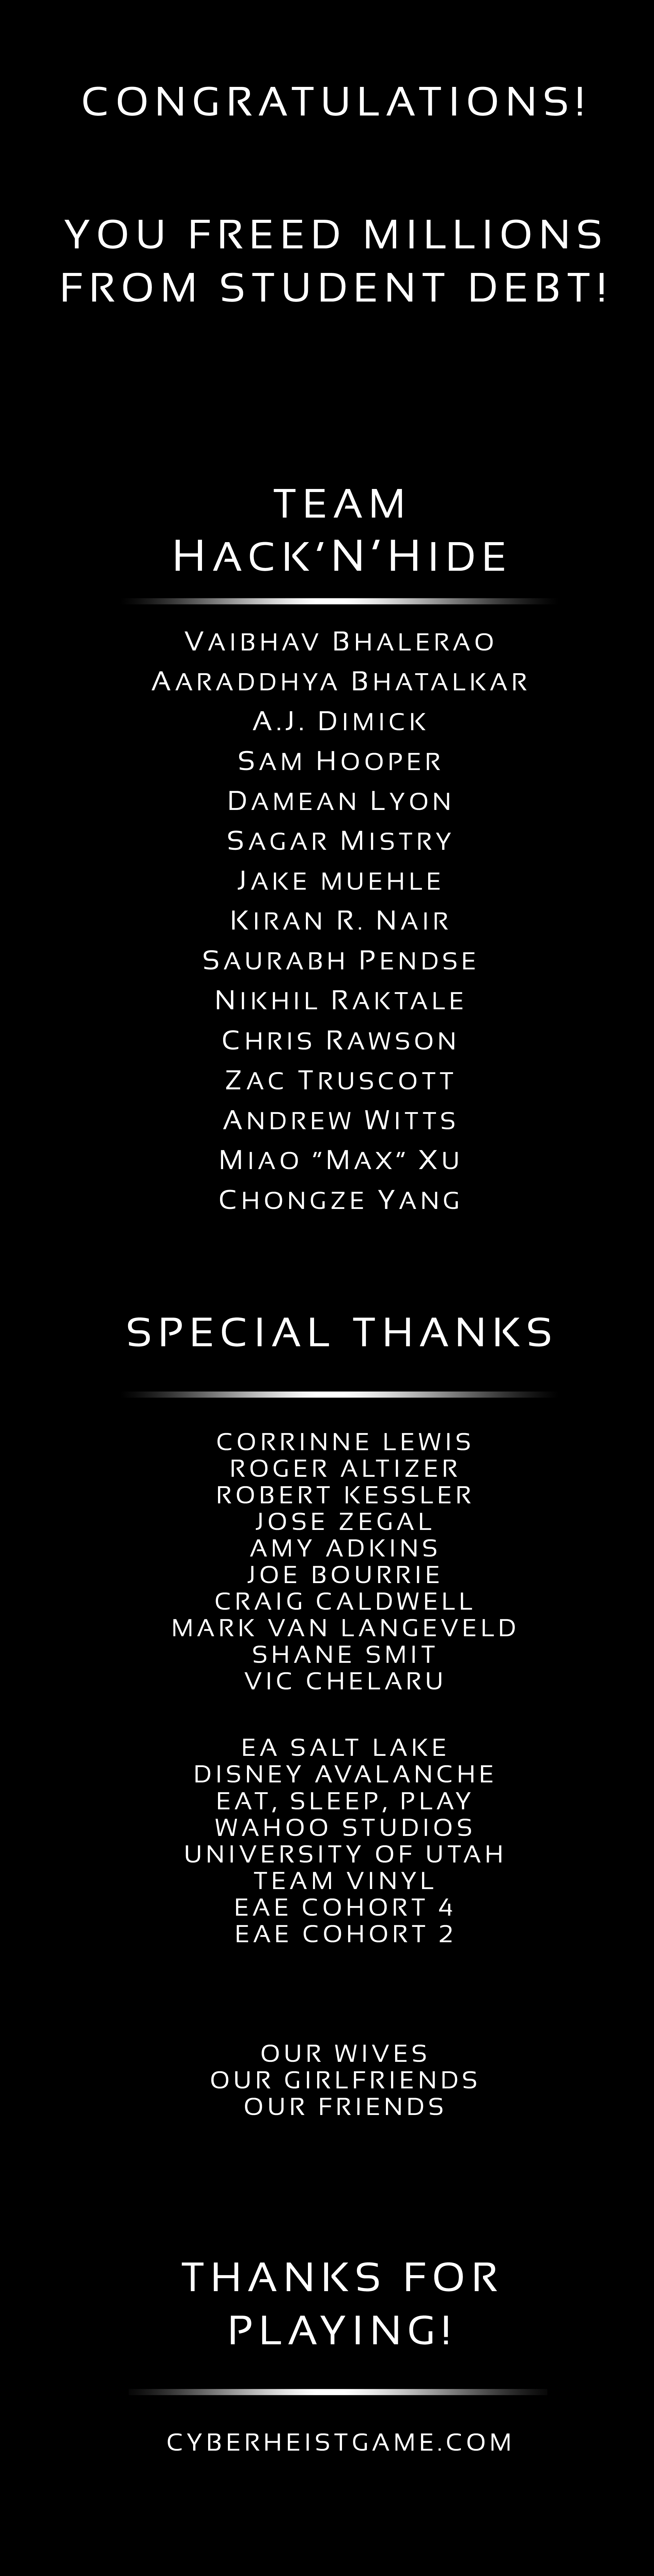 CONGRATULATIONS!
YOU FREED MILLIONS
FROM STUDENT DEBT!
TEAM
HACK‘N’HIDE
VAIBHAV BHALERAO
AARADDHYA BHATALKAR
A.J. DIMICK
SAM HOOPER
DAMEAN LYON
SAGAR MISTRY
JAKE MUEHLE
KIRAN R. NAIR
SAURABH PENDSE
NIKHIL RAKTALE
CHRIS RAWSON
ZAC TRUSCOTT
ANDREW WITTS
MIAO “MAX“ XU
CHONGZE YANG
SPECIAL THANKS
CORRINNE LEWIS
ROGER ALTIZER
ROBERT KESSLER
JOSE ZEGAL
AMY ADKINS
JOE BOURRIE
CRAIG CALDWELL
MARK VAN LANGEVELD
SHANE SMIT
VIC CHELARU
EA SALT LAKE
DISNEY AVALANCHE
EAT, SLEEP, PLAY
WAHOO STUDIOS
UNIVERSITY OF UTAH
TEAM VINYL
EAE COHORT 4
EAE COHORT 2
OUR WIVES
OUR GIRLFRIENDS
OUR FRIENDS
THANKS FOR
PLAYING!
CYBERHEISTGAME.COM